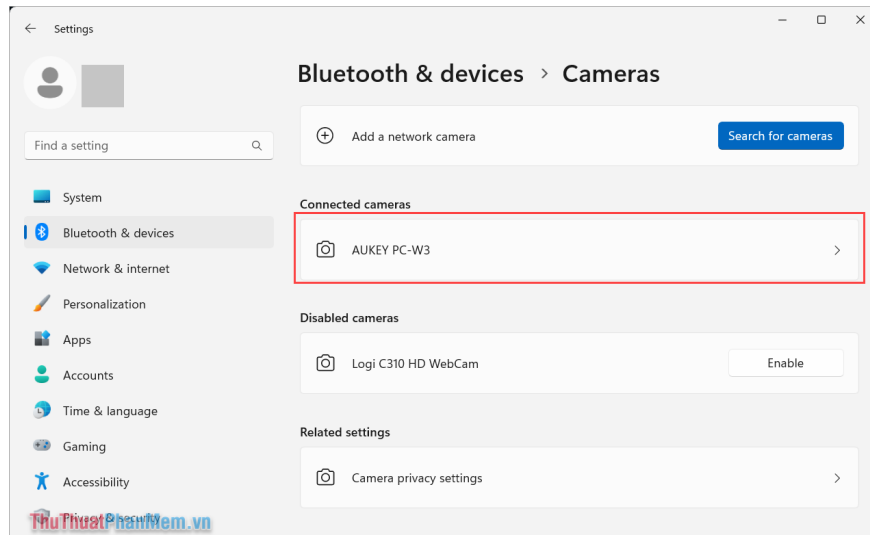 Settings
Bluetooth & devices > Cameras
Find a setting
System
Bluetooth & devices
Network & internet
Personalization
Apps
Accounts
Time & language
Gaming
Accessibility
Privacy & security
ThuThuatPhanMem.vn
Add a network camera
Search for cameras
Connected cameras
AUKEY PC-W3
Disabled cameras
Logi C310 HD WebCam
Enable
Related settings
Camera privacy settings